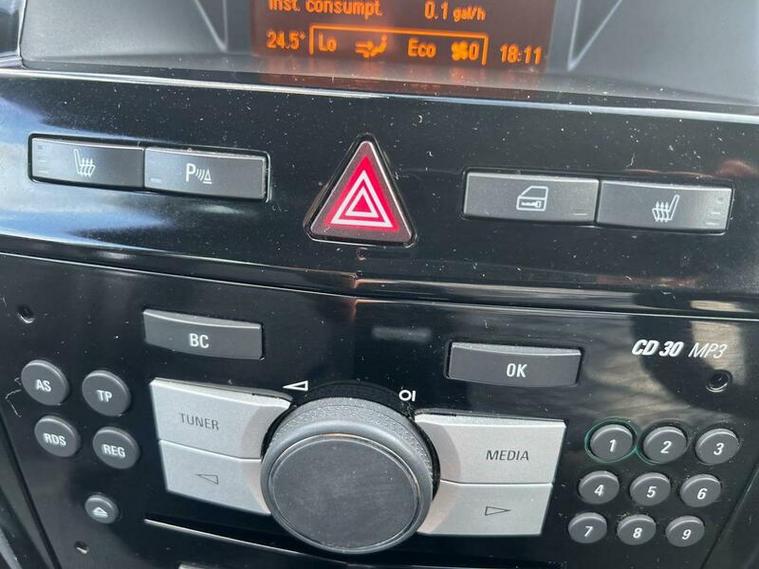 Inst. consumpt. 0.1 gal/h
24.5° Lo Eco 0 18:11
P
BC
OK
CD 30 MP3
AS
TP
TUNER
MEDIA
RDS
REG
1 2 3
4 5 6
7 8 9